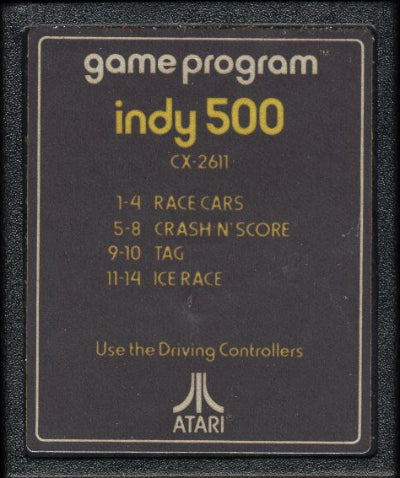 game program™
indy 500
CX-2611
1-4 RACE CARS
5-8 CRASH N' SCORE
9-10 TAG
11-14 ICE RACE
Use the Driving Controllers
ATARI®